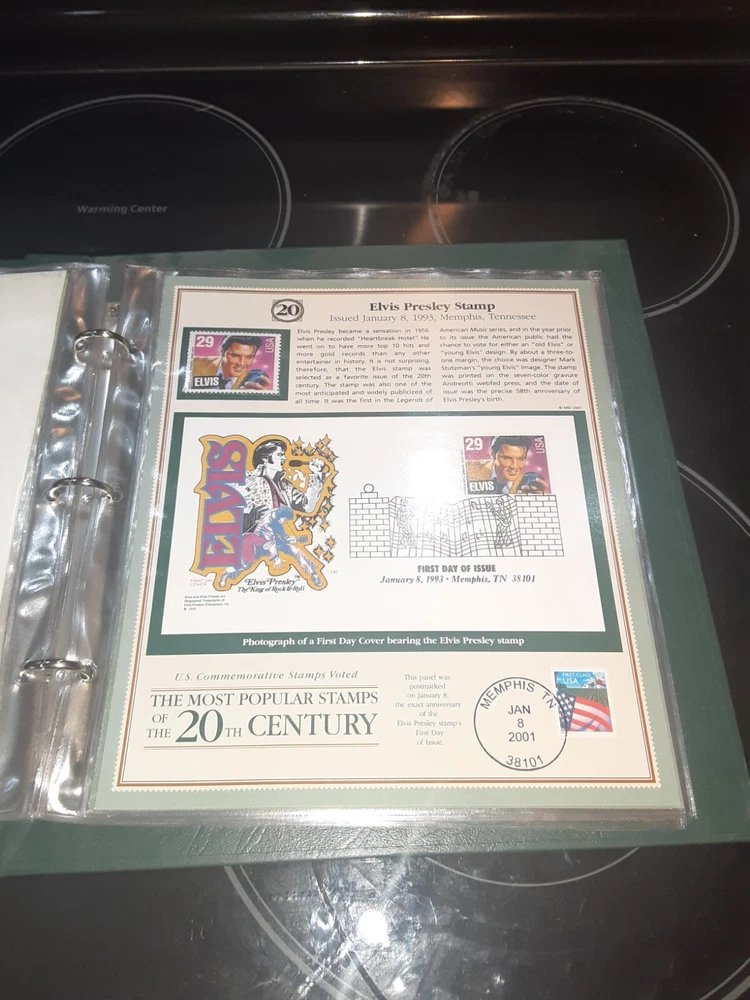 Warming Center
20
Elvis Presley Stamp
Issued January 8, 1993, Memphis, Tennessee
29
USA
ELVIS
Elvis Presley became a sensation in 1956
when he recorded "Heartbreak Hotel." He
went on to have more top 10 hits and
more gold records than any other
entertainer in history. It is not surprising,
therefore, that the Elvis stamp was
selected as a favorite issue of the 20th
century. The stamp was also one of the
most anticipated and widely publicized of
all time. It was the first in the Legends of
American Music series, and in the year prior
to its issue the American public had the
chance to vote for either an "old Elvis" or
"young Elvis" design. By about a three-to-
one margin, the choice was designer Mark
Stutzman's "young Elvis" image. The stamp
was printed on the seven-color gravure
Andreotti webfed press, and the date of
issue was the precise 58th anniversary of
Elvis Presley's birth.
ELVIS
FIRST DAY
COVER
"Elvis Presley"
The King of Rock & Roll
29
USA
ELVIS
FIRST DAY OF ISSUE
January 8, 1993 • Memphis, TN 38101
Photograph of a First Day Cover bearing the Elvis Presley stamp
U.S. Commemorative Stamps Voted
THE MOST POPULAR STAMPS
OF THE 20TH CENTURY
This panel was
postmarked
on January 8,
the exact anniversary
of the
Elvis Presley stamp's
First Day
of Issue.
MEMPHIS TN
JAN
8
2001
38101
FIRST-CLASS
USA